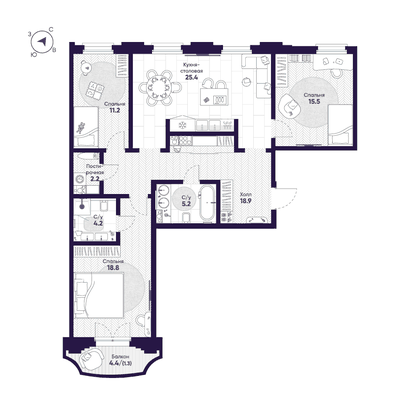 С
З
В
Ю
Кухня-
столовая
25.4
Спальня
11.2
Спальня
15.5
Пости-
рочная
2.2
С/у
4.2
С/у
5.2
Холл
18.9
Спальня
18.8
Балкон
4.4/(1.3)